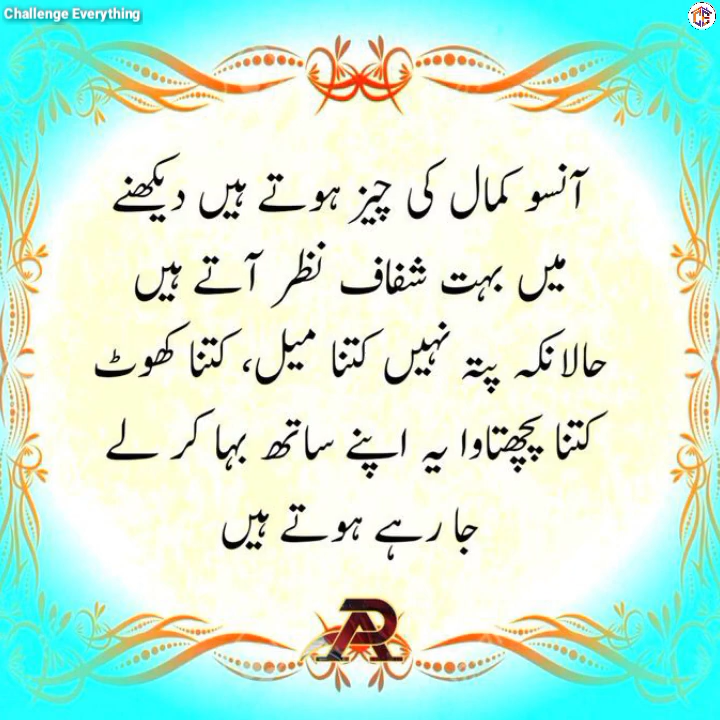 Challenge Everything
آنسو کمال کی چیز ہوتے ہیں دیکھنے
میں بہت شفاف نظر آتے ہیں
حالانکہ پتہ نہیں کتنا میل، کتنا کھوٹ
کتنا پچھتاوا یہ اپنے ساتھ بہا کر لے
جا رہے ہوتے ہیں